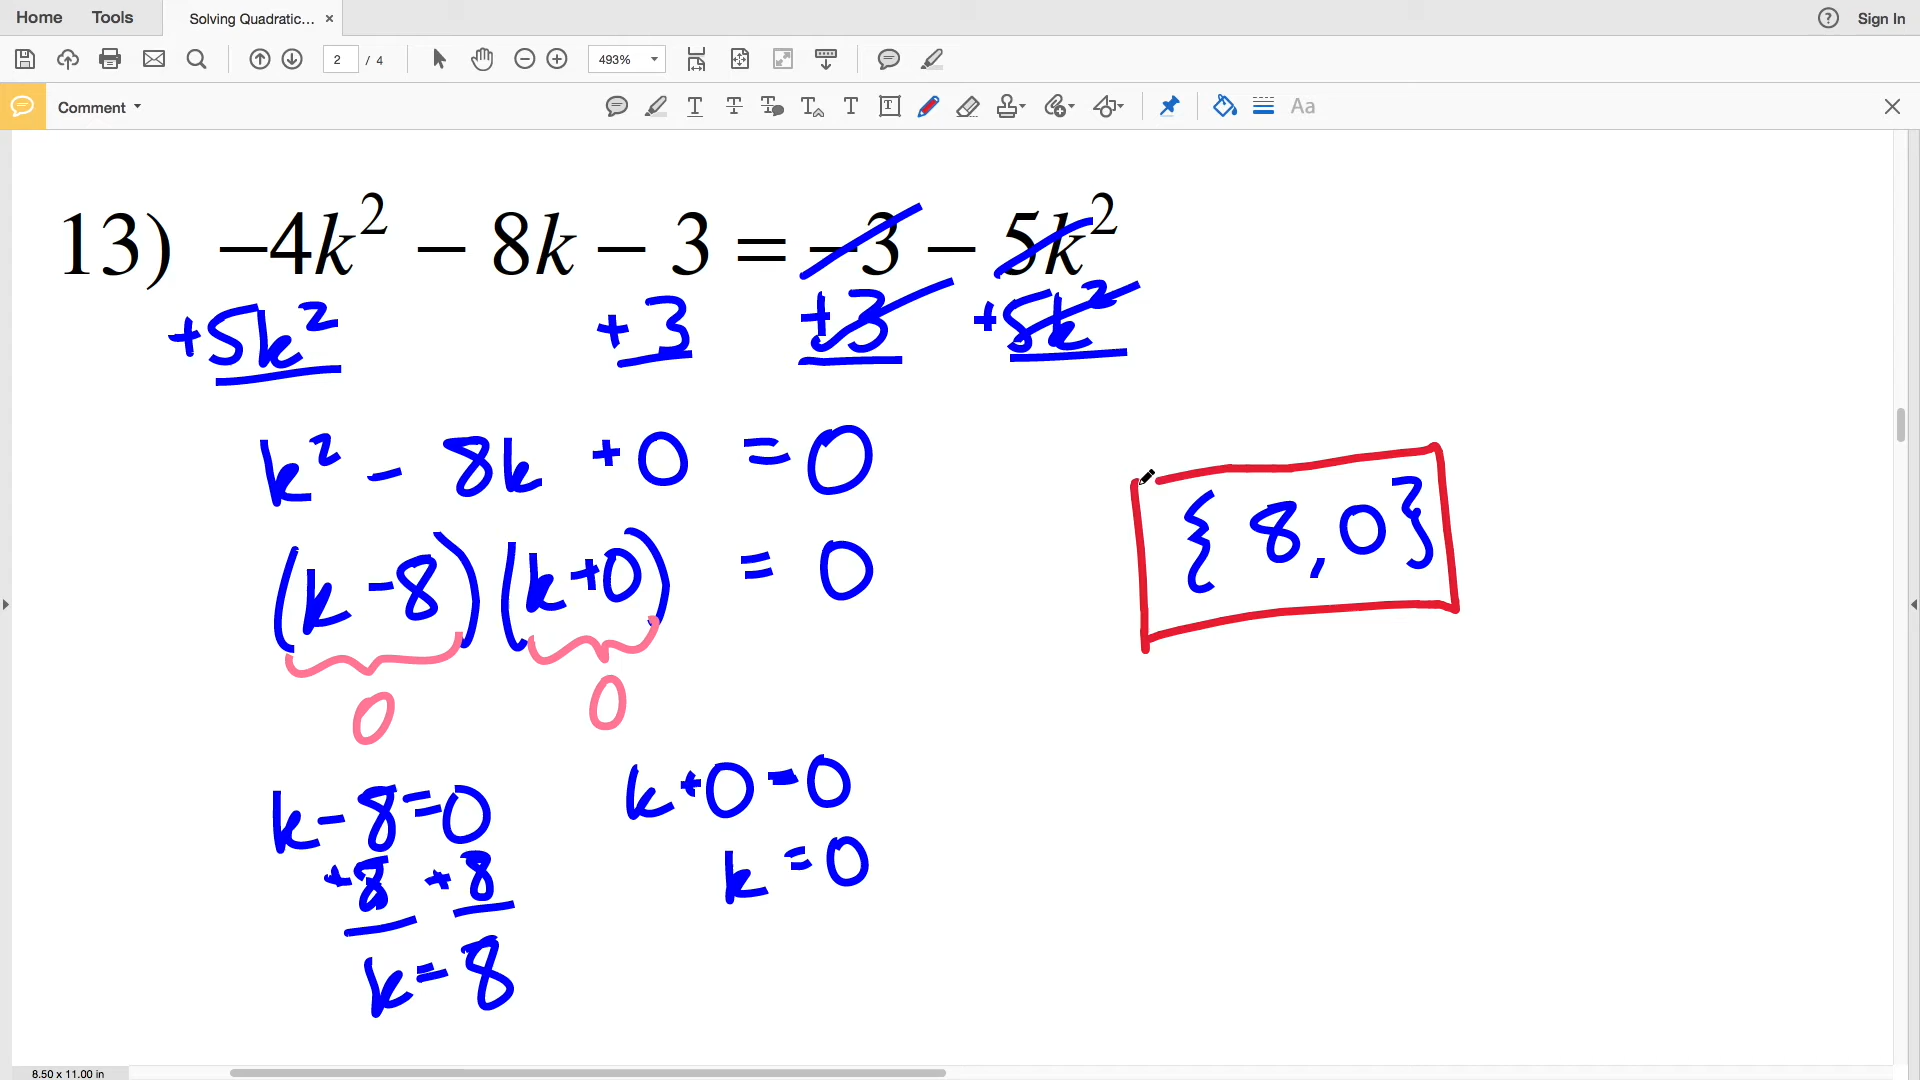 Home Tools Solving Quadratic... × ? Sign In
2 / 4 493%
Comment T T T T T T Aa
13) −4k² − 8k − 3 = −3 − 5k²
+5k² +3 +3 +5k²
k² − 8k + 0 = 0
(k − 8)(k + 0) = 0
{8, 0}
0 0
k − 8 = 0 k + 0 = 0
+8 +8 k = 0
k = 8
8.50 x 11.00 in